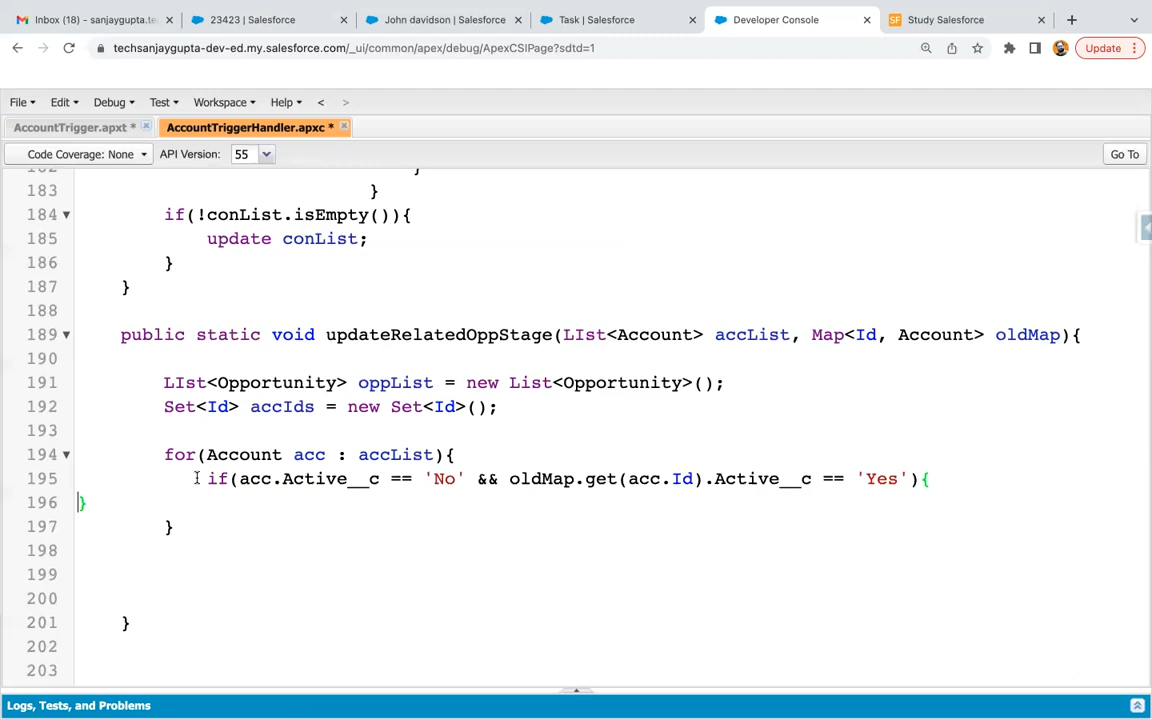 Inbox (18) - sanjaygupta.te
23423 | Salesforce
John davidson | Salesforce
Task | Salesforce
Developer Console
SF Study Salesforce
techsanjaygupta-dev-ed.my.salesforce.com/_ui/common/apex/debug/ApexCSIPage?sdtd=1
Update
File Edit Debug Test Workspace Help < >
AccountTrigger.apxt * AccountTriggerHandler.apxc *
Code Coverage: None API Version: 55 Go To
182 }
183 }
184 if(!conList.isEmpty()){
185 update conList;
186 }
187 }
188
189 public static void updateRelatedOppStage(LIst<Account> accList, Map<Id, Account> oldMap){
190
191 LIst<Opportunity> oppList = new List<Opportunity>();
192 Set<Id> accIds = new Set<Id>();
193
194 for(Account acc : accList){
195 if(acc.Active__c == 'No' && oldMap.get(acc.Id).Active__c == 'Yes'){
196 }
197 }
198
199
200
201 }
202
203
Logs, Tests, and Problems